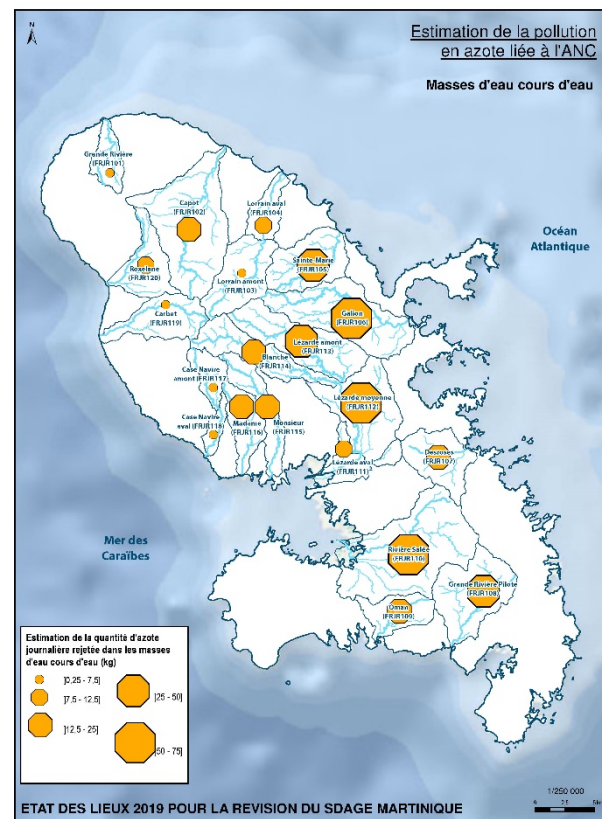 N
Estimation de la pollution
en azote liée à l'ANC
Masses d'eau cours d'eau
Grande Rivière
(FRJR101)
Capot
(FRJR102)
Lorrain aval
(FRJR104)
Océan
Atlantique
Sainte-Marie
(FRJR105)
Roxelane
(FRJR120)
Lorrain amont
(FRJR103)
Carbet
(FRJR119)
Galion
(FRJR106)
Lézarde amont
(FRJR113)
Blanche
(FRJR114)
Case Navire
amont (FRJR117)
Lézarde moyenne
(FRJR112)
Case Navire
aval (FRJR118)
Madame
(FRJR116)
Monsieur
(FRJR115)
Lézarde aval
(FRJR111)
Desroses
(FRJR107)
Mer des
Caraïbes
Rivière Salée
(FRJR110)
Grande Rivière Pilote
(FRJR108)
Oman
(FRJR109)
Estimation de la quantité d'azote
journalière rejetée dans les masses
d'eau cours d'eau (kg)
]0,25 - 7,5]
]7,5 - 12,5]
]12,5 - 25]
]25 - 50]
]50 - 75]
1/250 000
0 2,5 5km
ETAT DES LIEUX 2019 POUR LA REVISION DU SDAGE MARTINIQUE